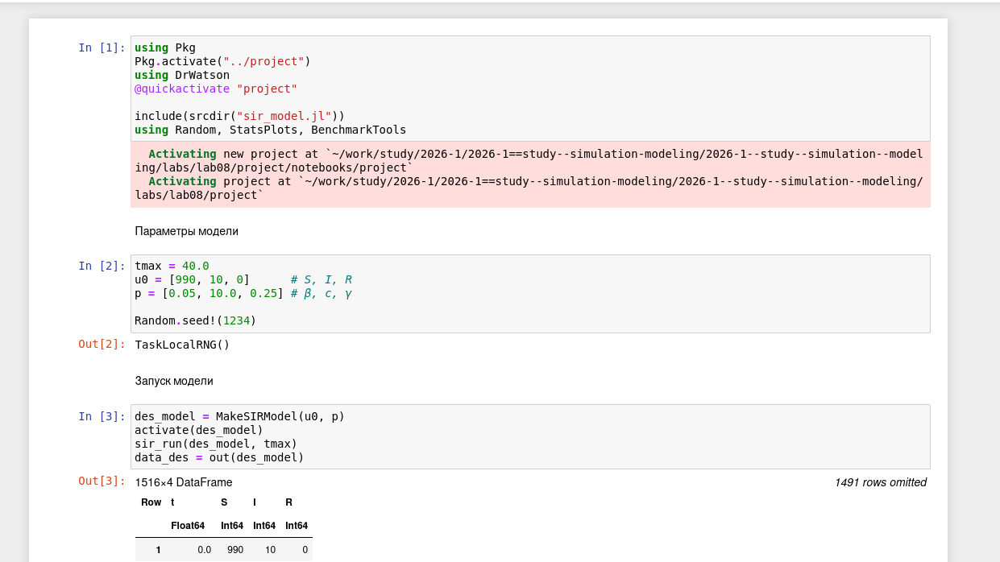 In [1]: using Pkg
Pkg.activate("../project")
using DrWatson
@quickactivate "project"
include(srcdir("sir_model.jl"))
using Random, StatsPlots, BenchmarkTools
Activating new project at `~/work/study/2026-1/2026-1==study--simulation-modeling/2026-1--study--simulation--model
ing/labs/lab08/project/notebooks/project`
Activating project at `~/work/study/2026-1/2026-1==study--simulation-modeling/2026-1--study--simulation--modeling/
labs/lab08/project`
Параметры модели
In [2]: tmax = 40.0
u0 = [990, 10, 0] # S, I, R
p = [0.05, 10.0, 0.25] # β, c, γ
Random.seed!(1234)
Out[2]: TaskLocalRNG()
Запуск модели
In [3]: des_model = MakeSIRModel(u0, p)
activate(des_model)
sir_run(des_model, tmax)
data_des = out(des_model)
Out[3]: 1516×4 DataFrame 1491 rows omitted
Row t S I R
Float64 Int64 Int64 Int64
1 0.0 990 10 0